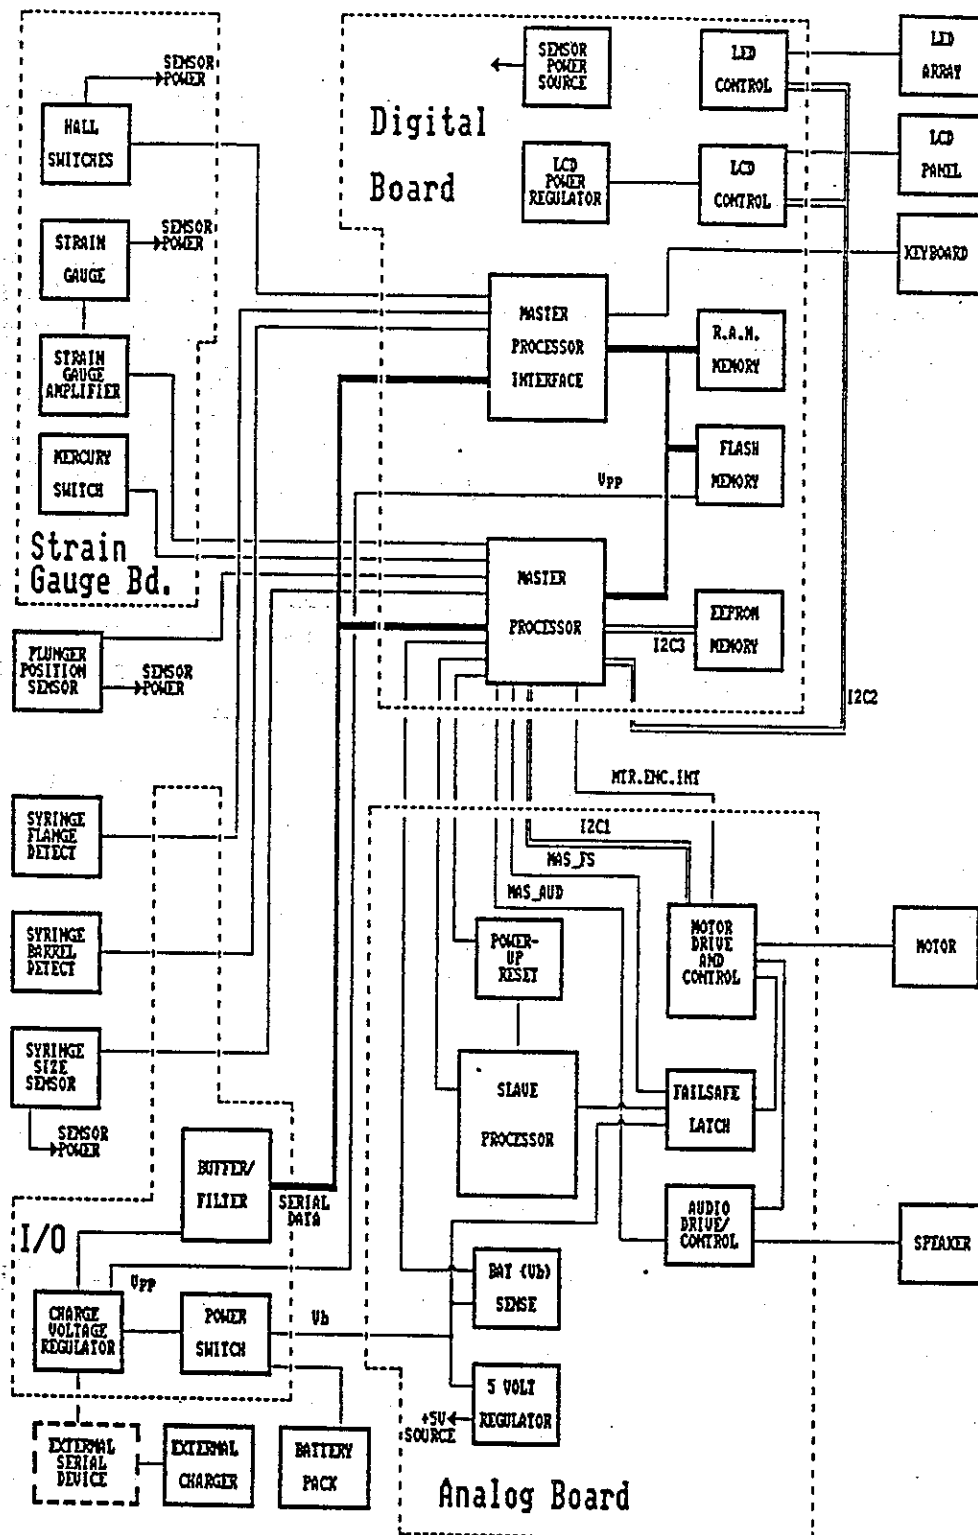 SENSOR
POWER
HALL
SWITCHES
STRAIN
GAUGE
SENSOR
POWER
STRAIN
GAUGE
AMPLIFIER
MERCURY
SWITCH
Strain
Gauge Bd.
PLUNGER
POSITION
SENSOR
SENSOR
POWER
SYRINGE
FLANGE
DETECT
SYRINGE
BARREL
DETECT
SYRINGE
SIZE
SENSOR
SENSOR
POWER
Digital
Board
SENSOR
POWER
SOURCE
LED
CONTROL
LED
ARRAY
LCD
POWER
REGULATOR
LCD
CONTROL
LCD
PANEL
KEYBOARD
MASTER
PROCESSOR
INTERFACE
R.A.M.
MEMORY
FLASH
MEMORY
VPP
MASTER
PROCESSOR
EEPROM
MEMORY
I2C3
I2C2
MTR.ENC.INT
I2C1
MAS_FS
MAS_AUD
POWER-
UP
RESET
MOTOR
DRIVE
AND
CONTROL
MOTOR
SLAVE
PROCESSOR
FAILSAFE
LATCH
AUDIO
DRIVE/
CONTROL
SPEAKER
BUFFER/
FILTER
SERIAL
DATA
I/O
VPP
CHARGE
VOLTAGE
REGULATOR
POWER
SWITCH
Vb
BAT (Vb)
SENSE
5 VOLT
REGULATOR
+5V
SOURCE
EXTERNAL
SERIAL
DEVICE
EXTERNAL
CHARGER
BATTERY
PACK
Analog Board